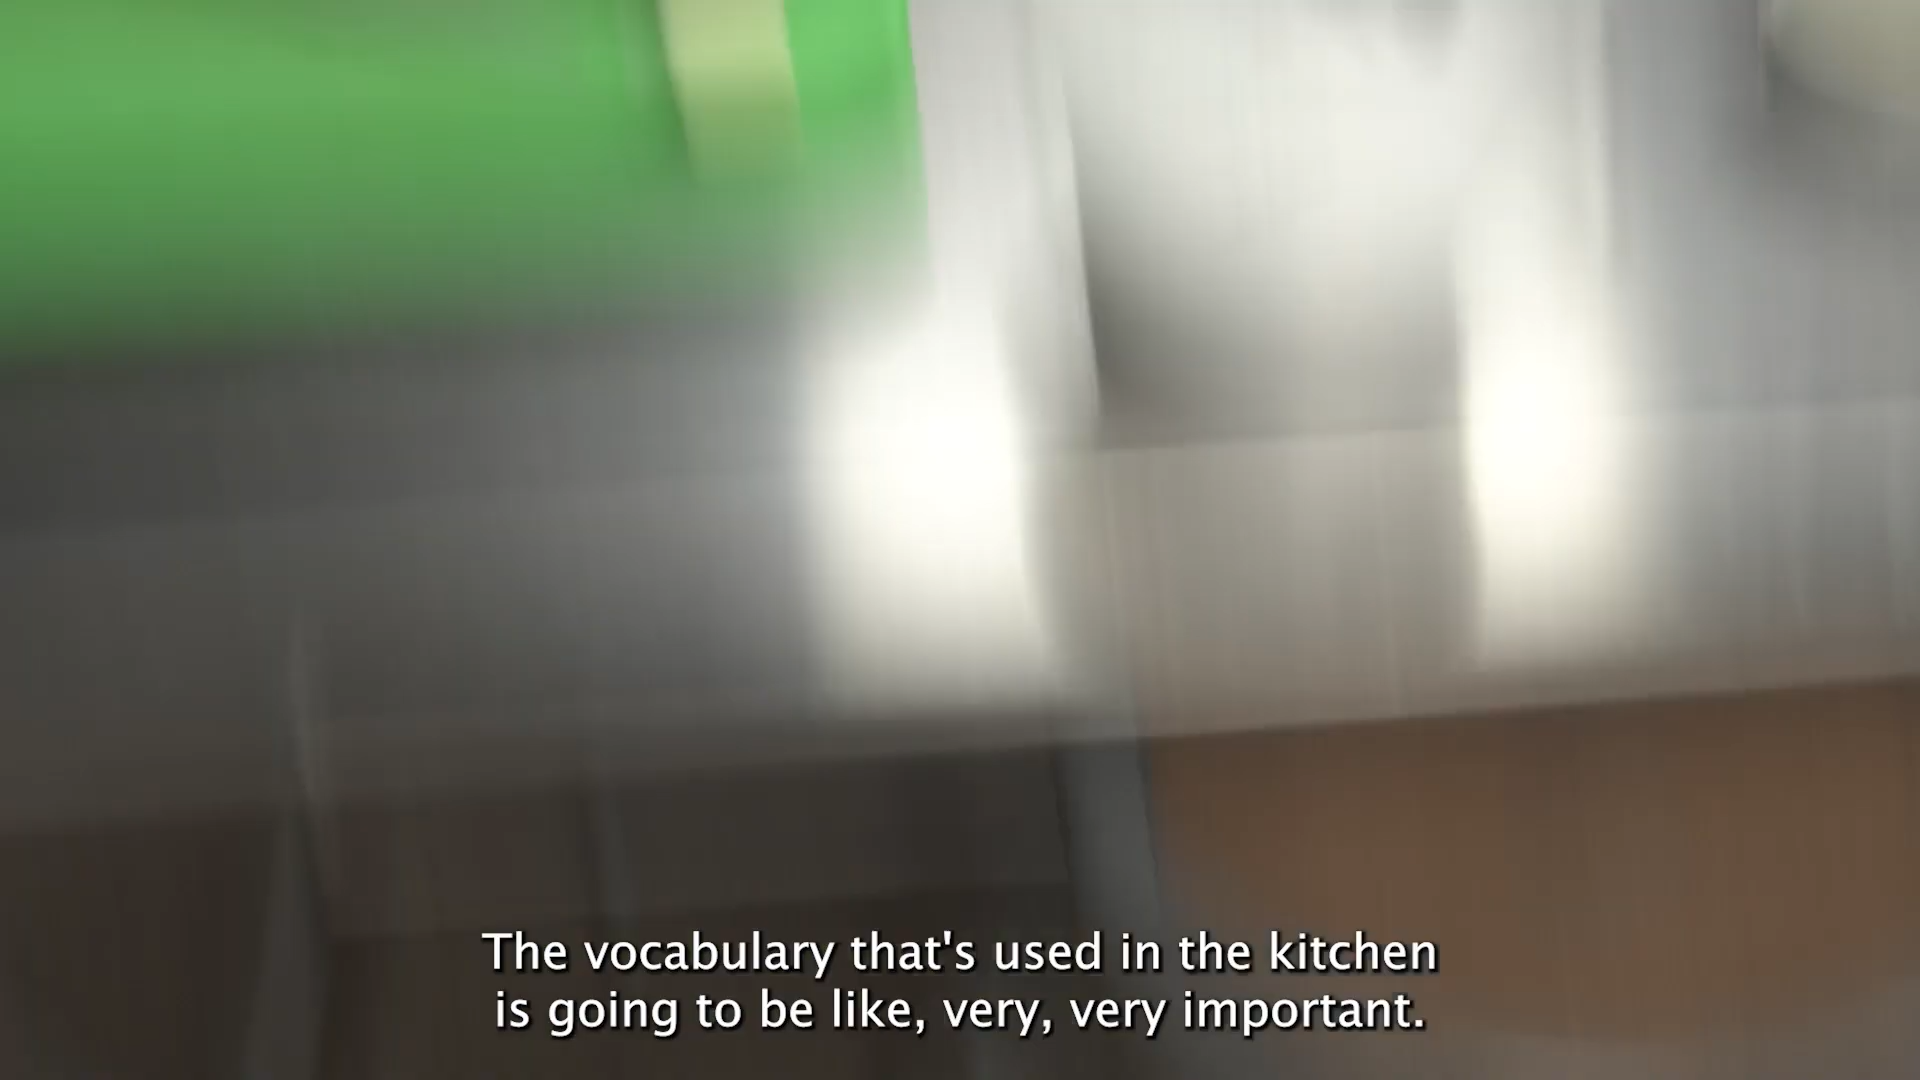 The vocabulary that's used in the kitchen
is going to be like, very, very important.